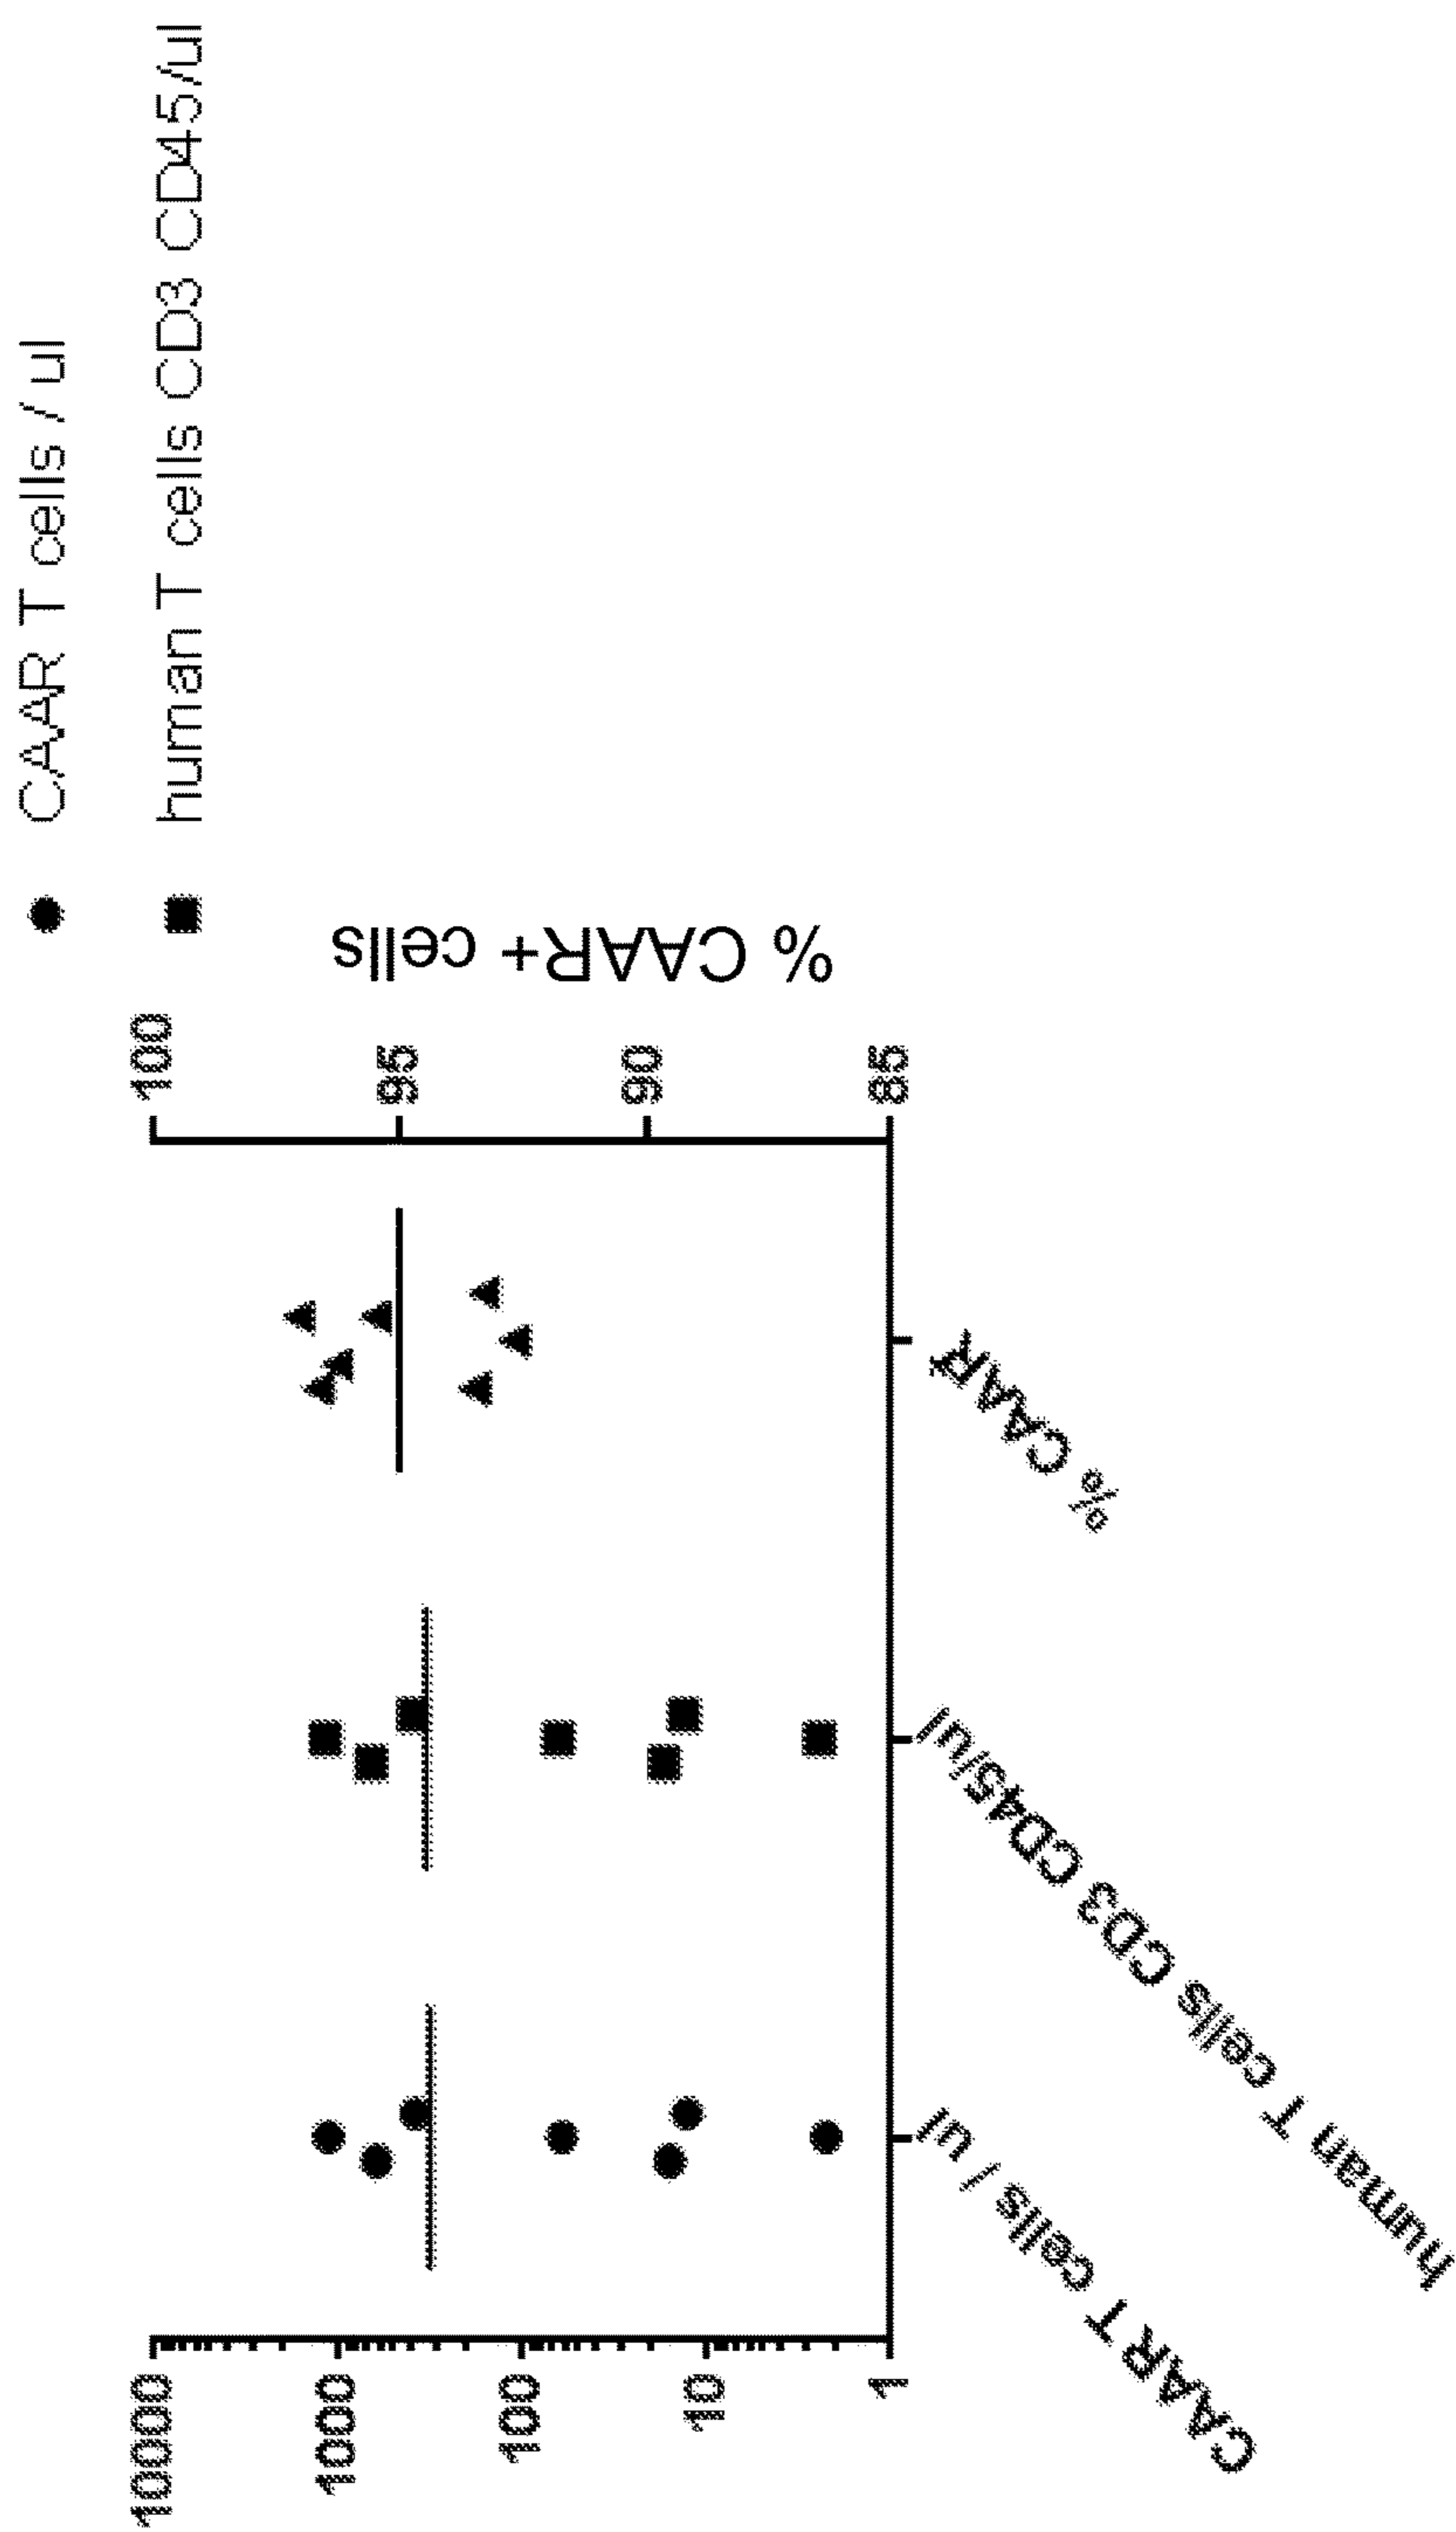 CAAR T cells / ul
human T cells CD3 CD45/ul
10000
1000
100
10
1
100
95
90
85
% CAAR+ cells
CAAR T cells / ul
human T cells CD3 CD45/ul
% CAAR